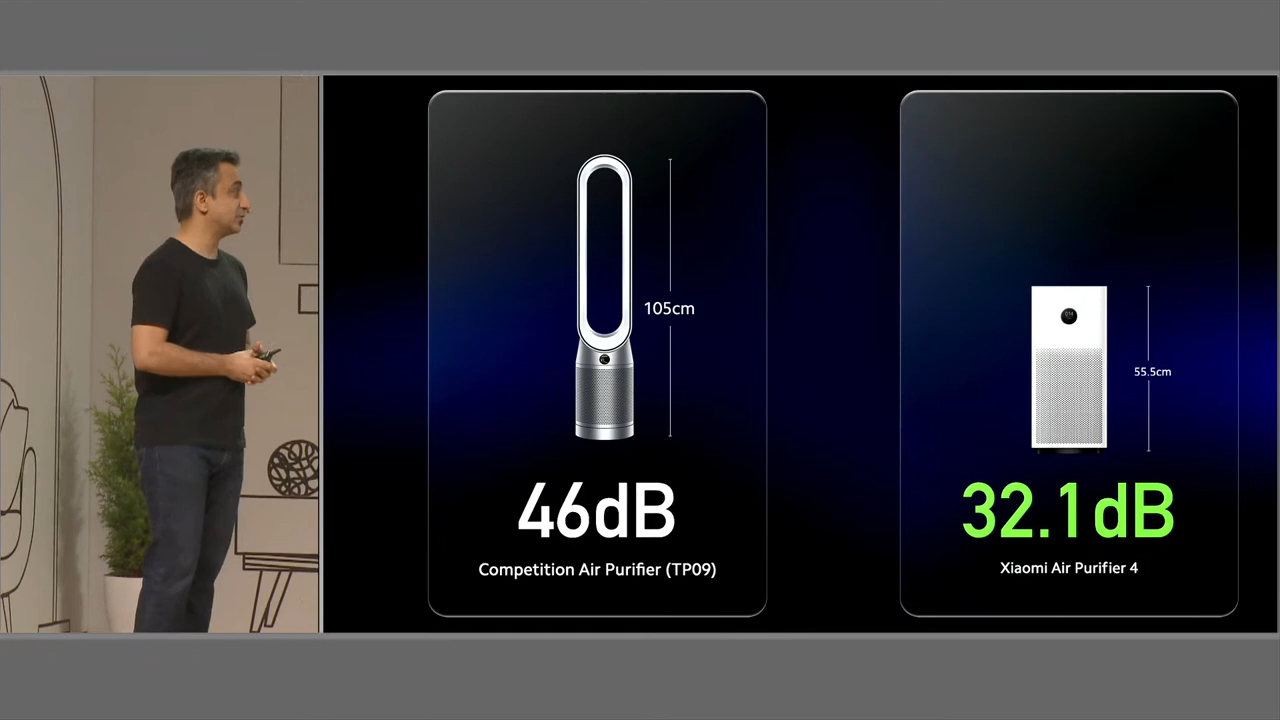 105cm
46dB
Competition Air Purifier (TP09)
55.5cm
32.1dB
Xiaomi Air Purifier 4